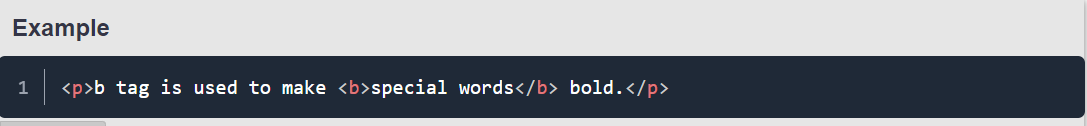 Example
1 <p>b tag is used to make <b>special words</b> bold.</p>